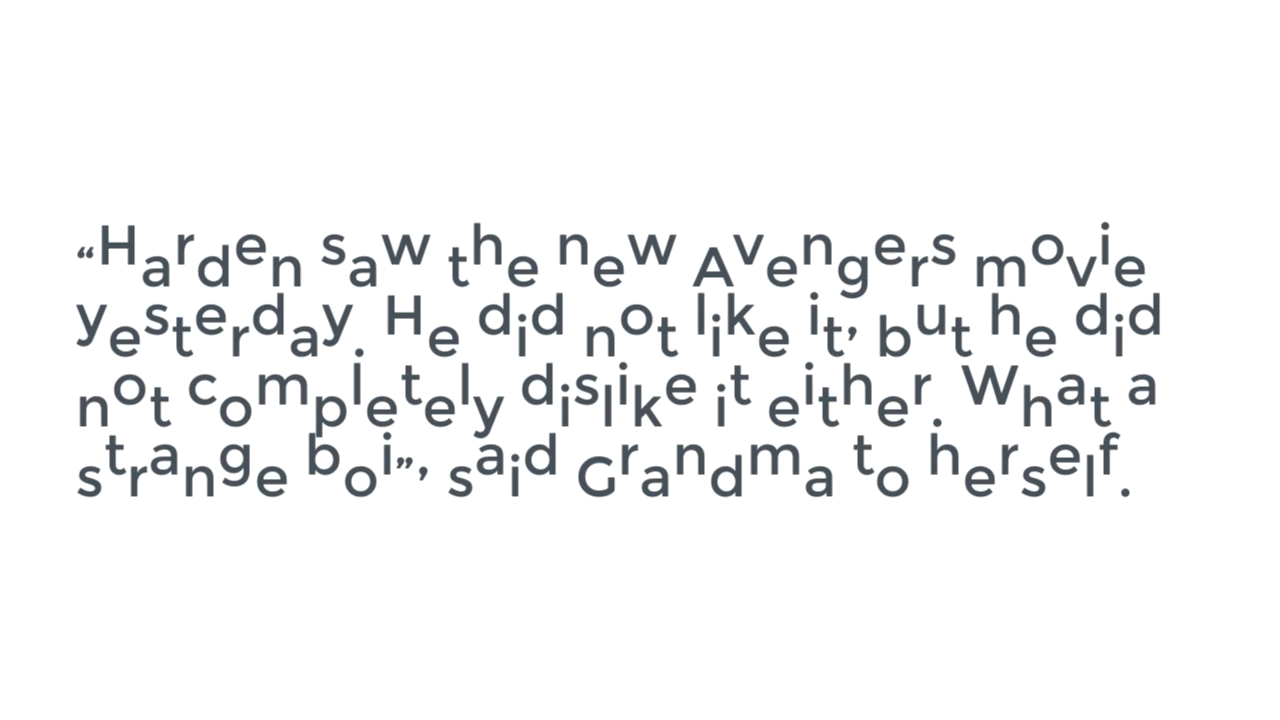 “Harden saw the new Avengers movie
yesterday. He did not like it, but he did
not completely dislike it either. What a
strange boi”, said Grandma to herself.